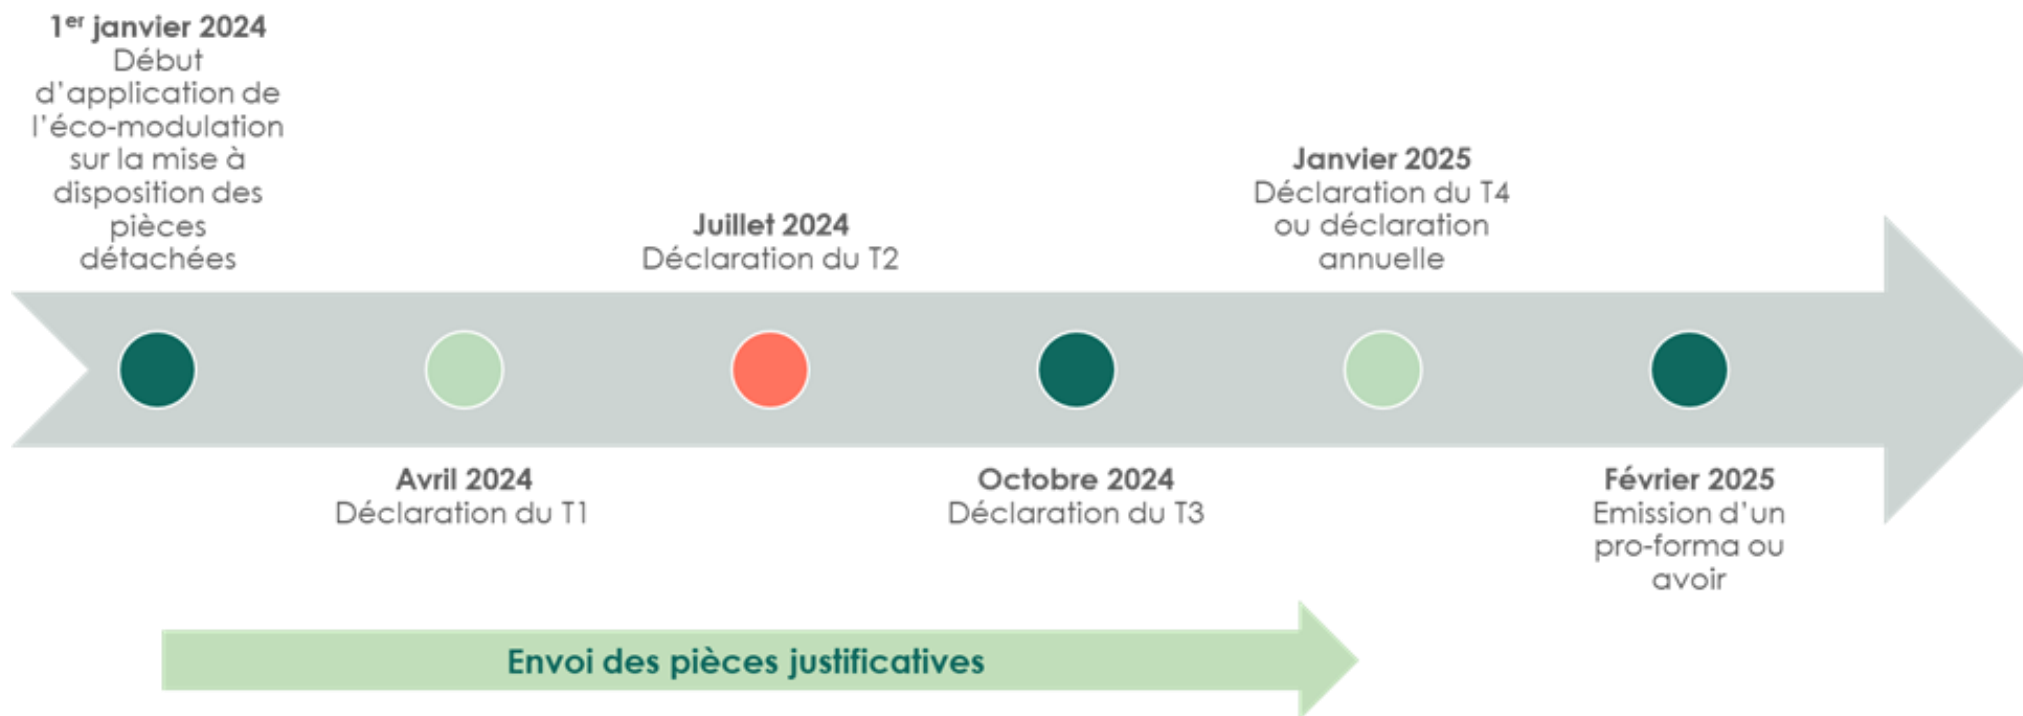 1er janvier 2024
Début
d'application de
l'éco-modulation
sur la mise à
disposition des
pièces
détachées
Avril 2024
Déclaration du T1
Juillet 2024
Déclaration du T2
Octobre 2024
Déclaration du T3
Janvier 2025
Déclaration du T4
ou déclaration
annuelle
Février 2025
Emission d'un
pro-forma ou
avoir
Envoi des pièces justificatives